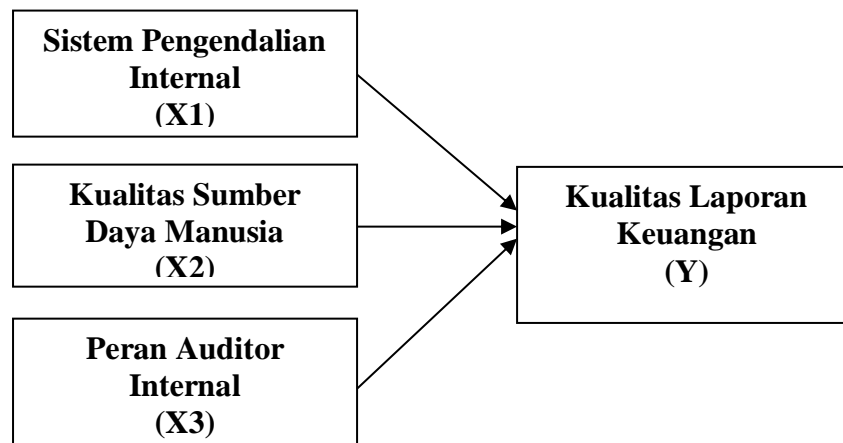 Sistem Pengendalian
Internal
(X1)
Kualitas Sumber
Daya Manusia
(X2)
Peran Auditor
Internal
(X3)
Kualitas Laporan
Keuangan
(Y)